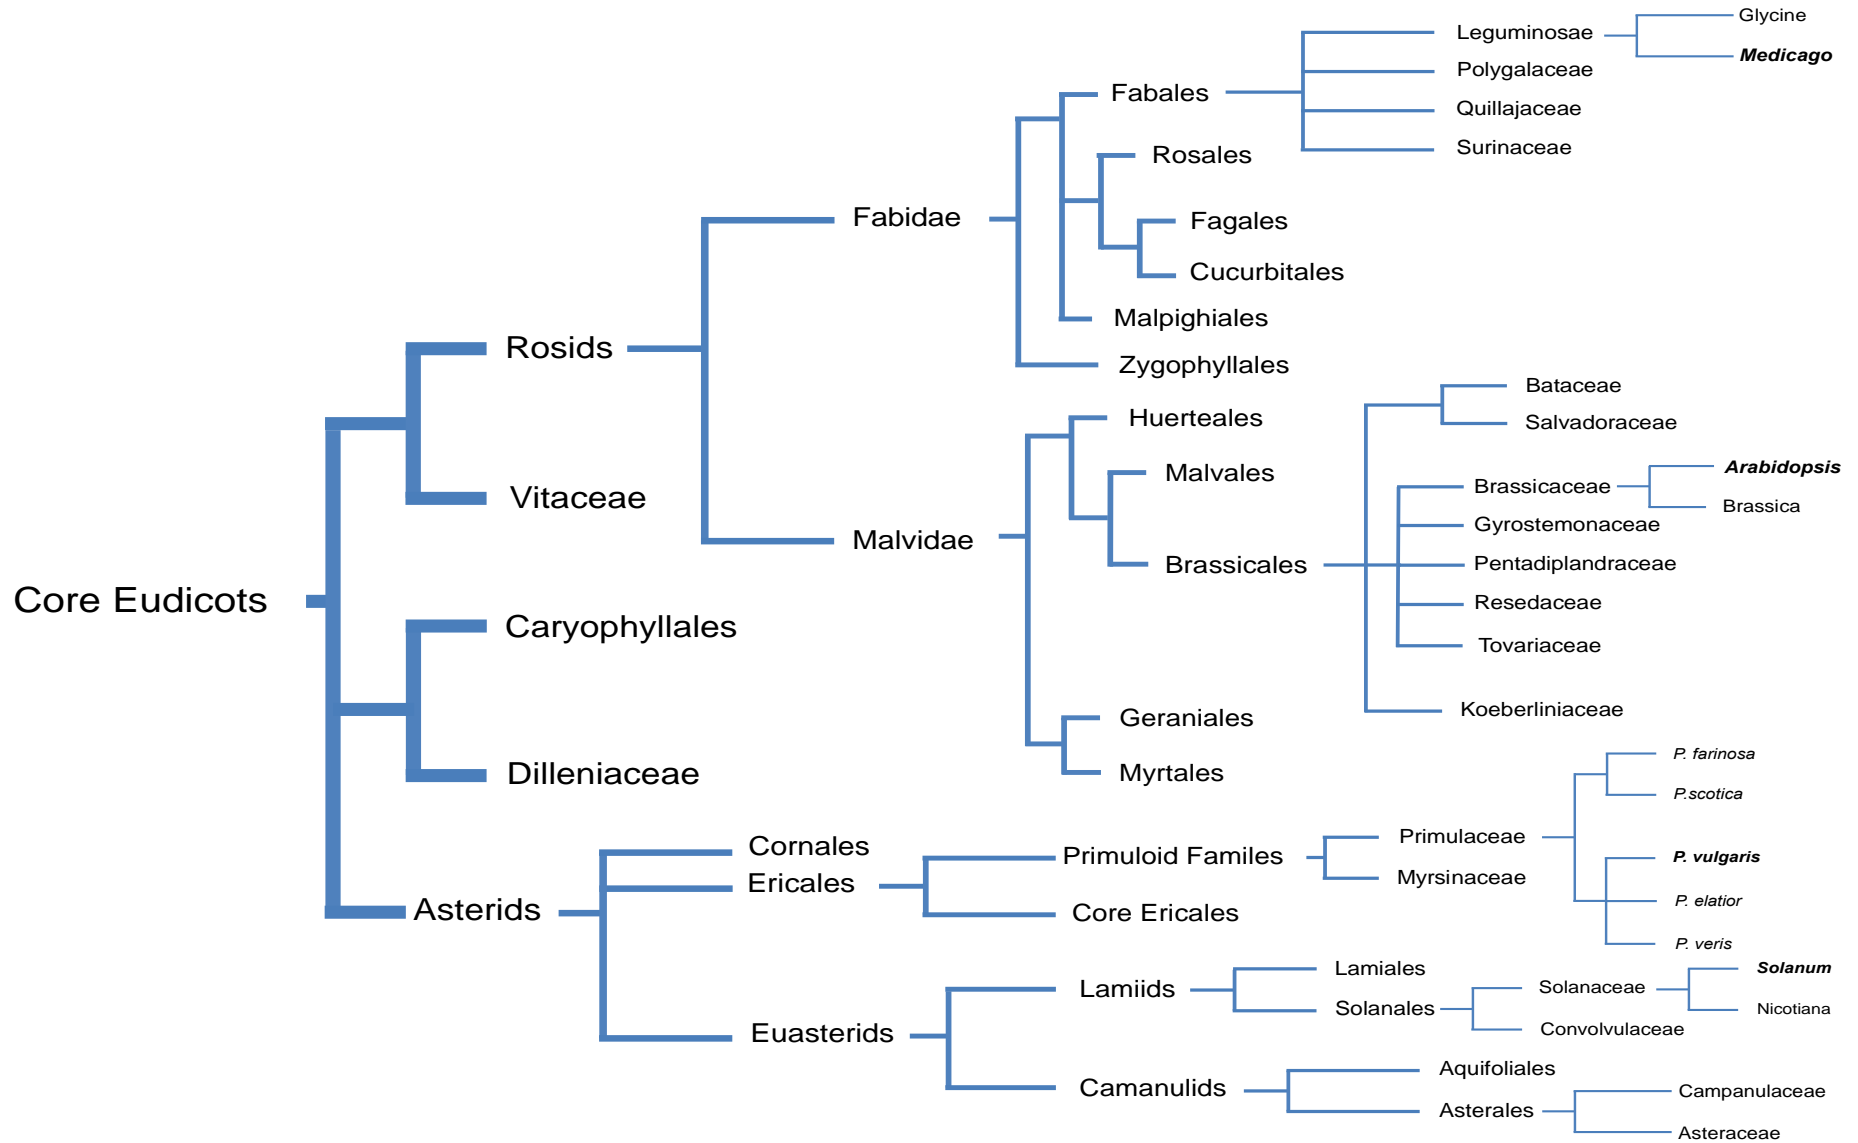 Glycine
Leguminosae
Medicago
Polygalaceae
Fabales
Quillajaceae
Surinaceae
Rosales
Fabidae
Fagales
Cucurbitales
Malpighiales
Rosids
Zygophyllales
Bataceae
Huerteales
Salvadoraceae
Malvales
Arabidopsis
Brassicaceae
Vitaceae
Brassica
Gyrostemonaceae
Malvidae
Brassicales
Pentadiplandraceae
Core Eudicots
Resedaceae
Caryophyllales
Tovariaceae
Koeberliniaceae
Geraniales
P. farinosa
Dilleniaceae
Myrtales
P.scotica
Primulaceae
Cornales
Primuloid Familes
P. vulgaris
Ericales
Myrsinaceae
P. elatior
Asterids
Core Ericales
P. veris
Lamiales
Solanum
Lamiids
Solanaceae
Solanales
Nicotiana
Euasterids
Convolvulaceae
Aquifoliales
Camanulids
Campanulaceae
Asterales
Asteraceae